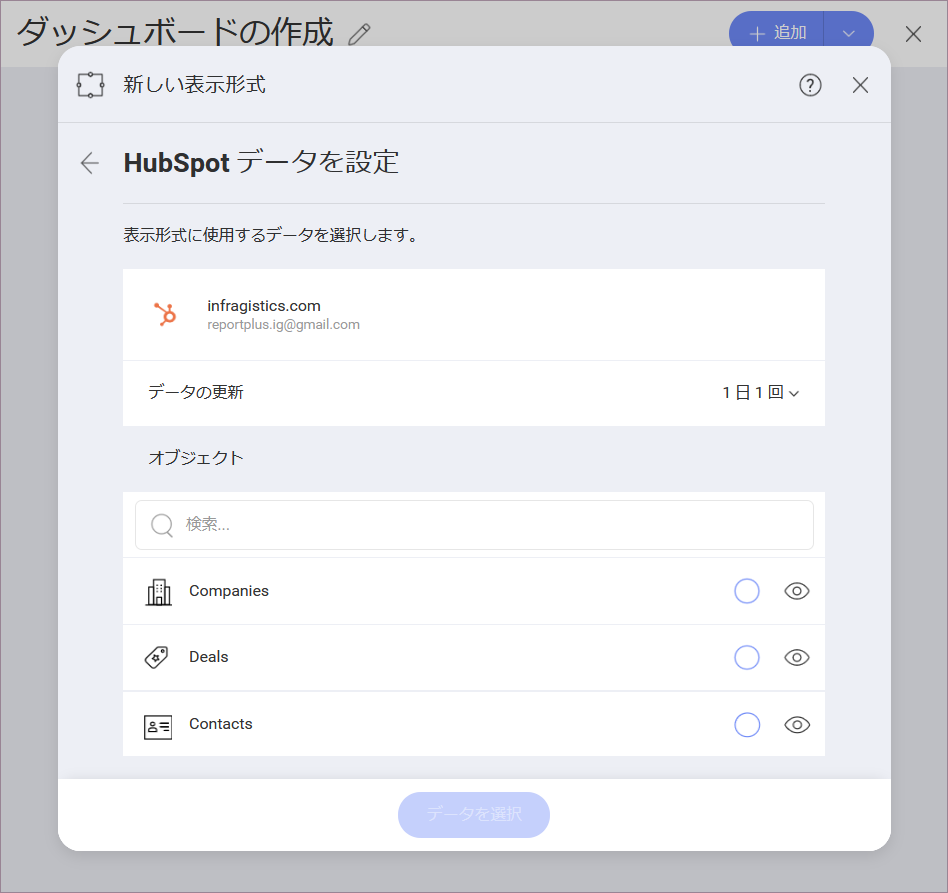 ダッシュボードの作成
追加
新しい表示形式
HubSpot データを設定
表示形式に使用するデータを選択します。
infragistics.com
reportplus.ig@gmail.com
データの更新
1 日 1 回
オブジェクト
検索...
Companies
Deals
Contacts
データを選択